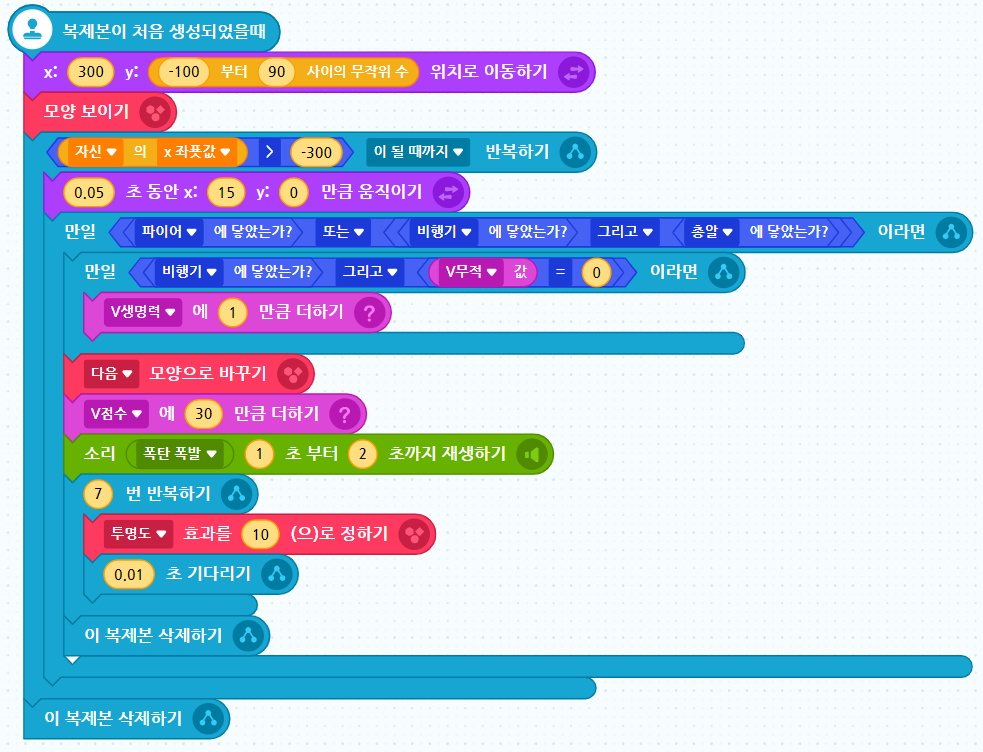 복제본이 처음 생성되었을때
x: 300 y: -100 부터 90 사이의 무작위 수 위치로 이동하기
모양 보이기
자신 의 x 좌푯값 > -300 이 될 때까지 반복하기
0.05 초 동안 x: 15 y: 0 만큼 움직이기
만일 파이어 에 닿았는가? 또는 비행기 에 닿았는가? 그리고 총알 에 닿았는가? 이라면
만일 비행기 에 닿았는가? 그리고 V무적 값 = 0 이라면
V생명력 에 1 만큼 더하기 ?
다음 모양으로 바꾸기
V점수 에 30 만큼 더하기 ?
소리 폭탄 폭발 1 초 부터 2 초까지 재생하기
7 번 반복하기
투명도 효과를 10 (으)로 정하기
0.01 초 기다리기
이 복제본 삭제하기
이 복제본 삭제하기